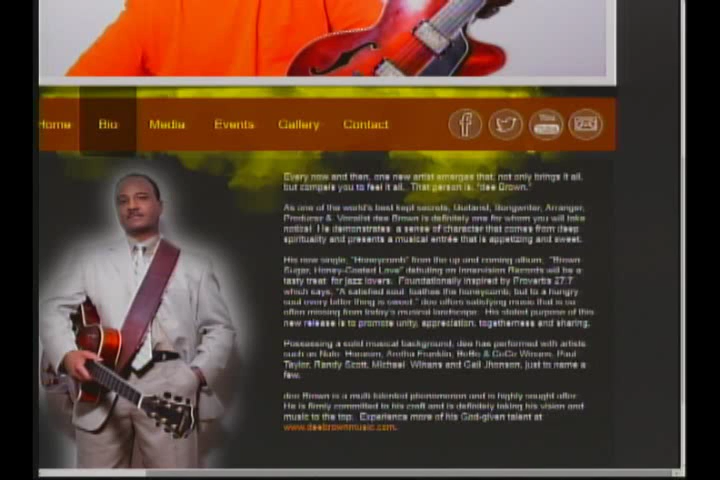 Home Bio Media Events Gallery Contact
You
Every now and then, one new artist emerges that, not only brings it all,
but compels you to feel it all. That person is, "dee Brown."
As one of the world's best kept secrets, Guitarist, Songwriter, Arranger,
Producer & Vocalist dee Brown is definitely one for whom you will take
notice! He demonstrates a sense of character that comes from deep
spirituality and presents a musical entrée that is appetizing and sweet.
His new single, "Honeycomb" from the up and coming album, "Brown
Sugar, Honey-Coated Love" debuting on Innervision Records will be a
tasty treat for jazz lovers. Foundationally inspired by Proverbs 27:7
which says, "A satisfied soul loathes the honeycomb, but to a hungry
soul every bitter thing is sweet." dee offers satisfying music that is so
often missing from today's musical landscape. His stated purpose of this
new release is to promote unity, appreciation, togetherness and sharing.
Possessing a solid musical background, dee has performed with artists
such as Nate Harasim, Aretha Franklin, BeBe & CeCe Winans, Paul
Taylor, Randy Scott, Michael Winans and Gail Jhonson, just to name a
few.
dee Brown is a multi-talented phenomenon and is highly sought after.
He is firmly committed to his craft and is definitely taking his vision and
music to the top. Experience more of his God-given talent at
www.deebrownmusic.com.